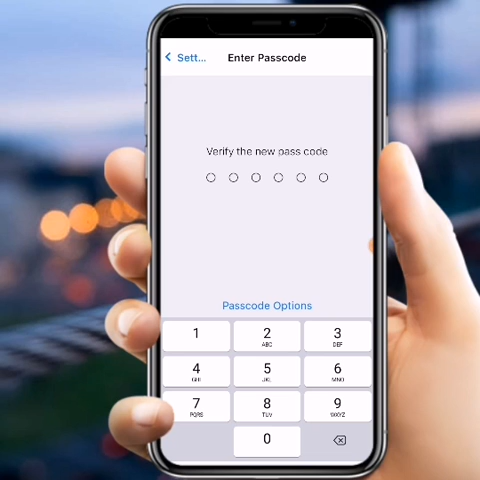 Sett... Enter Passcode
Verify the new pass code
Passcode Options
1 2 3
ABC DEF
4 5 6
GHI JKL MNO
7 8 9
PQRS TUV WXYZ
0